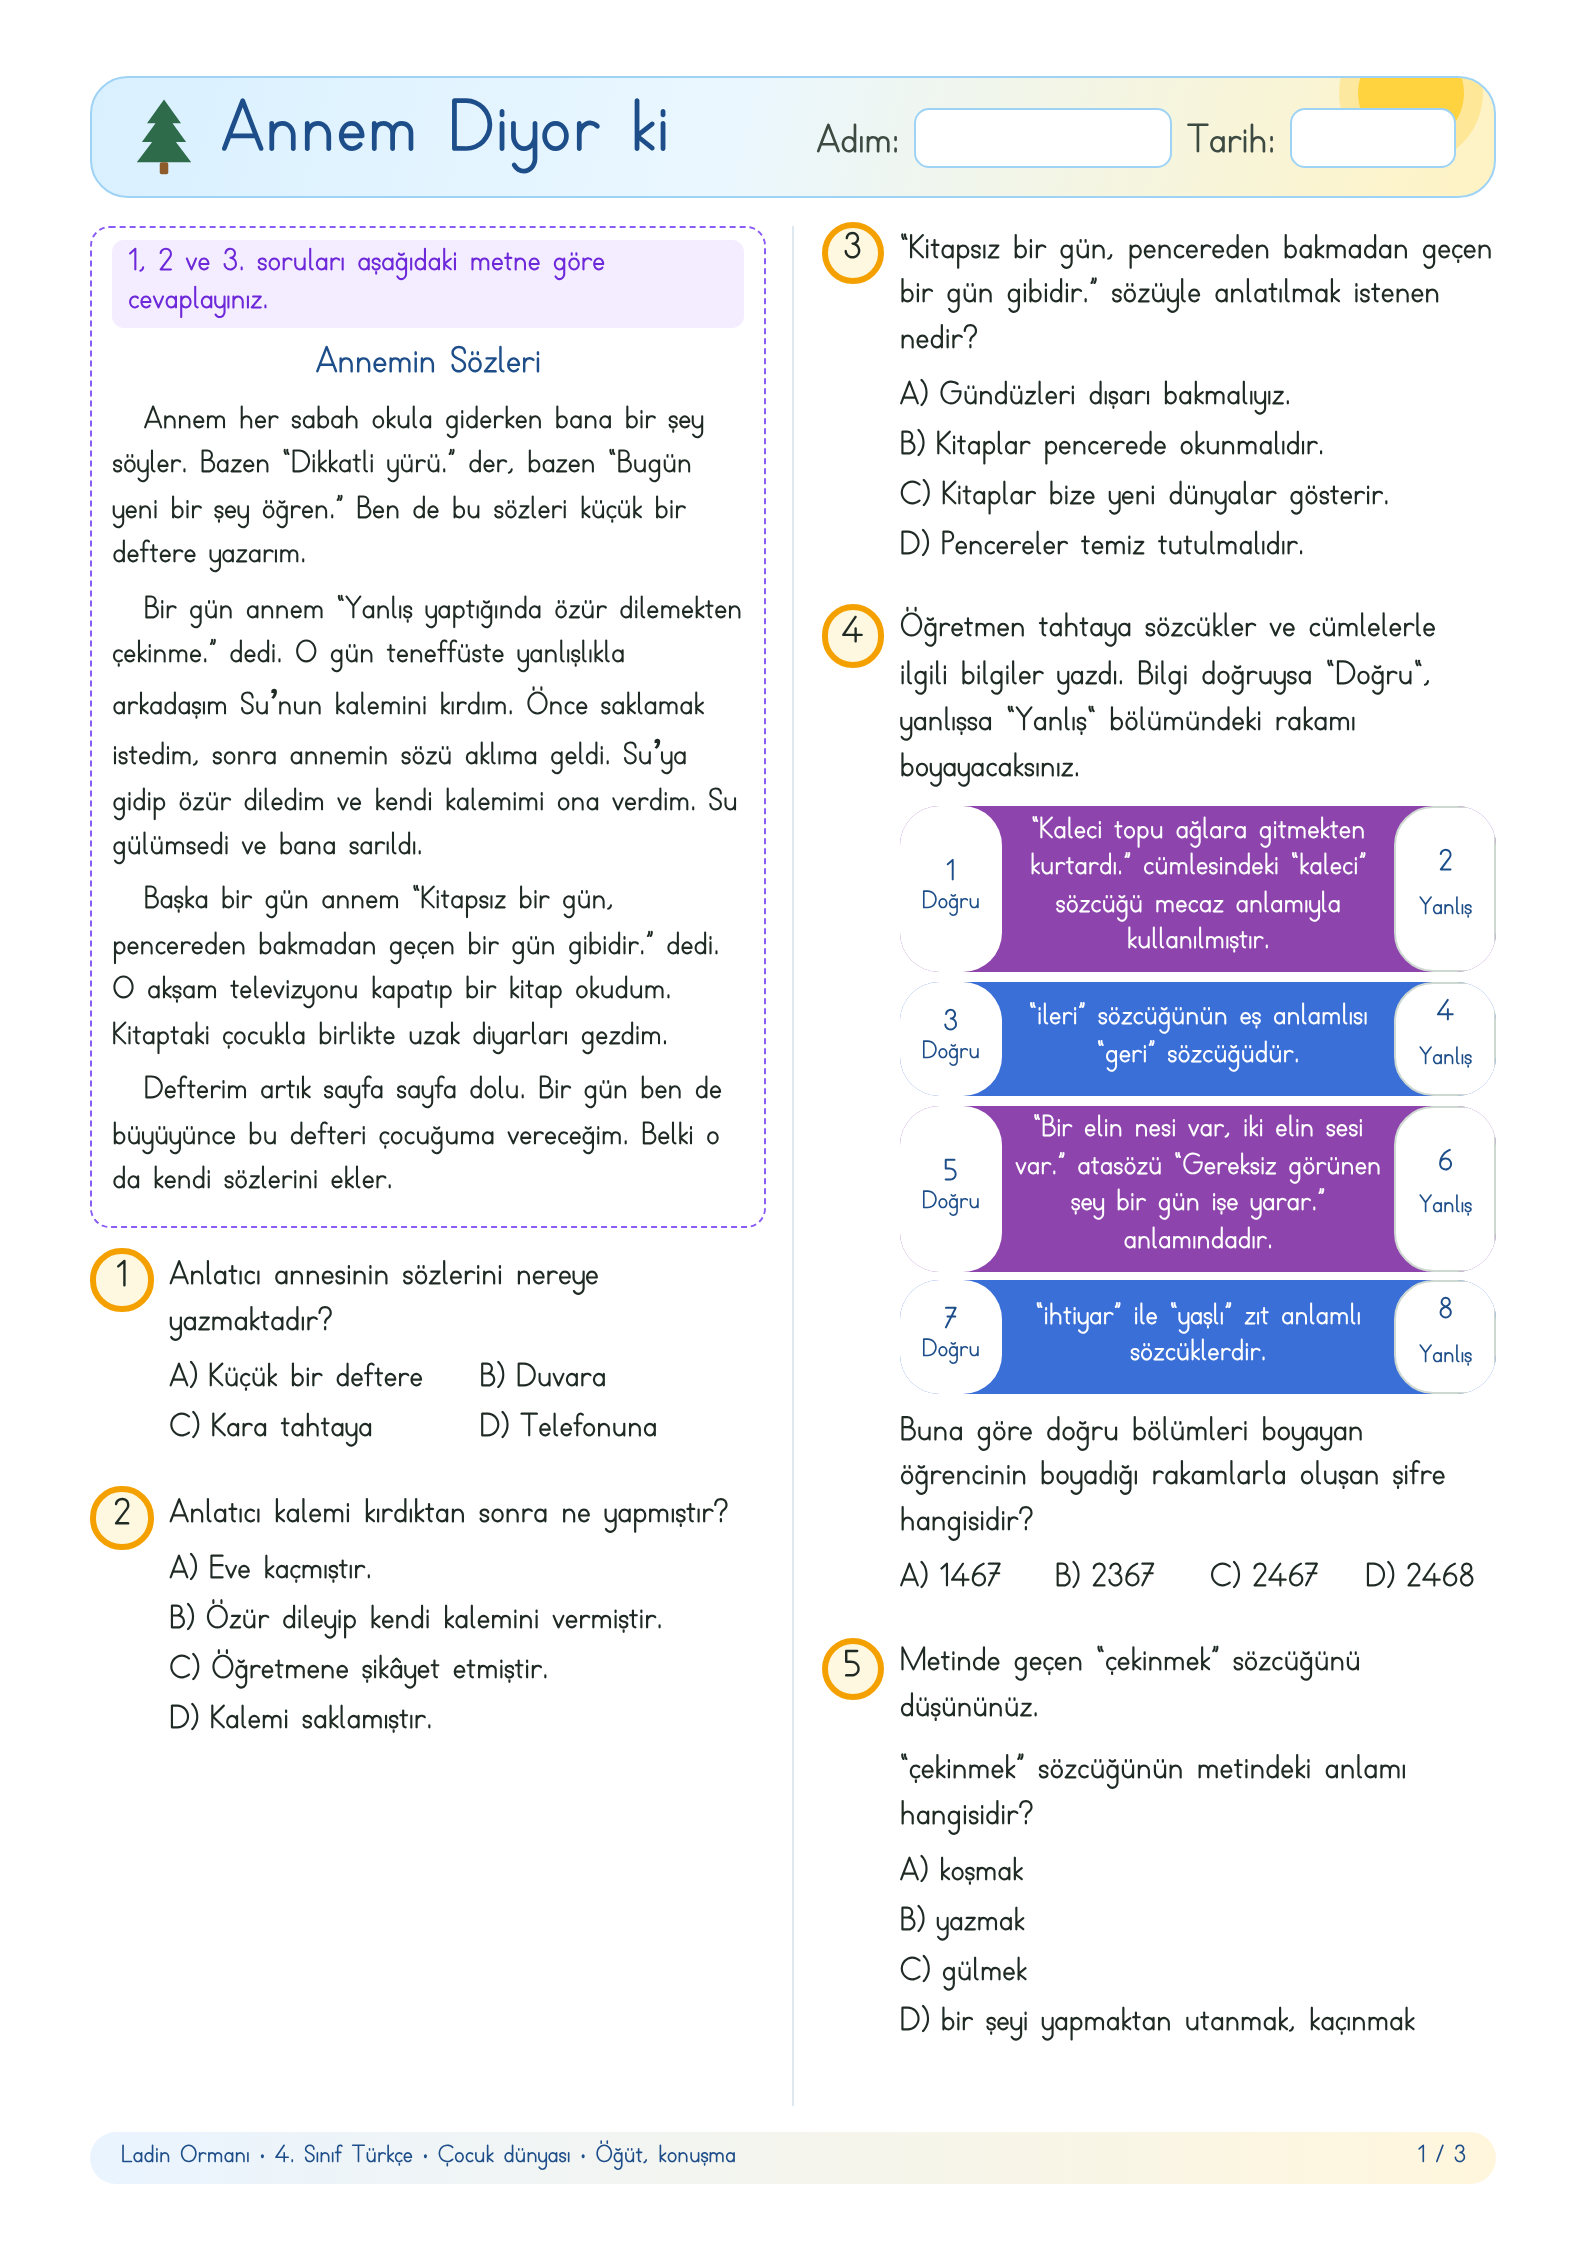 Annem Diyor ki
Adım:
Tarih:
1, 2 ve 3. soruları aşağıdaki metne göre
cevaplayınız.
Annemin Sözleri
Annem her sabah okula giderken bana bir şey
söyler. Bazen “Dikkatli yürü.” der, bazen “Bugün
yeni bir şey öğren.” Ben de bu sözleri küçük bir
deftere yazarım.
Bir gün annem “Yanlış yaptığında özür dilemekten
çekinme.” dedi. O gün teneffüste yanlışlıkla
arkadaşım Su’nun kalemini kırdım. Önce saklamak
istedim, sonra annemin sözü aklıma geldi. Su’ya
gidip özür diledim ve kendi kalemimi ona verdim. Su
gülümsedi ve bana sarıldı.
Başka bir gün annem “Kitapsız bir gün,
pencereden bakmadan geçen bir gün gibidir.” dedi.
O akşam televizyonu kapatıp bir kitap okudum.
Kitaptaki çocukla birlikte uzak diyarları gezdim.
Defterim artık sayfa sayfa dolu. Bir gün ben de
büyüyünce bu defteri çocuğuma vereceğim. Belki o
da kendi sözlerini ekler.
1
Anlatıcı annesinin sözlerini nereye
yazmaktadır?
A) Küçük bir deftere B) Duvara
C) Kara tahtaya D) Telefonuna
2
Anlatıcı kalemi kırdıktan sonra ne yapmıştır?
A) Eve kaçmıştır.
B) Özür dileyip kendi kalemini vermiştir.
C) Öğretmene şikâyet etmiştir.
D) Kalemi saklamıştır.
3
“Kitapsız bir gün, pencereden bakmadan geçen
bir gün gibidir.” sözüyle anlatılmak istenen
nedir?
A) Gündüzleri dışarı bakmalıyız.
B) Kitaplar pencerede okunmalıdır.
C) Kitaplar bize yeni dünyalar gösterir.
D) Pencereler temiz tutulmalıdır.
4
Öğretmen tahtaya sözcükler ve cümlelerle
ilgili bilgiler yazdı. Bilgi doğruysa “Doğru“,
yanlışsa “Yanlış“ bölümündeki rakamı
boyayacaksınız.
1
Doğru
“Kaleci topu ağlara gitmekten
kurtardı.” cümlesindeki “kaleci”
sözcüğü mecaz anlamıyla
kullanılmıştır.
2
Yanlış
3
Doğru
“ileri” sözcüğünün eş anlamlısı
“geri” sözcüğüdür.
4
Yanlış
5
Doğru
“Bir elin nesi var, iki elin sesi
var.” atasözü “Gereksiz görünen
şey bir gün işe yarar.”
anlamındadır.
6
Yanlış
7
Doğru
“ihtiyar” ile “yaşlı” zıt anlamlı
sözcüklerdir.
8
Yanlış
Buna göre doğru bölümleri boyayan
öğrencinin boyadığı rakamlarla oluşan şifre
hangisidir?
A) 1467 B) 2367 C) 2467 D) 2468
5
Metinde geçen “çekinmek” sözcüğünü
düşününüz.
“çekinmek” sözcüğünün metindeki anlamı
hangisidir?
A) koşmak
B) yazmak
C) gülmek
D) bir şeyi yapmaktan utanmak, kaçınmak
Ladin Ormanı • 4. Sınıf Türkçe • Çocuk dünyası • Öğüt, konuşma
1 / 3